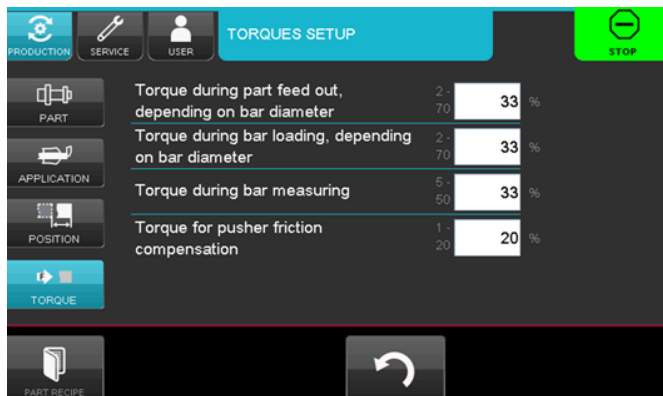 PRODUCTION
SERVICE
USER
TORQUES SETUP
STOP
PART
APPLICATION
POSITION
TORQUE
Torque during part feed out,
depending on bar diameter
2 -
70
33 %
Torque during bar loading, depending
on bar diameter
2 -
70
33 %
Torque during bar measuring
5 -
50
33 %
Torque for pusher friction
compensation
1 -
20
20 %
PART RECIPE